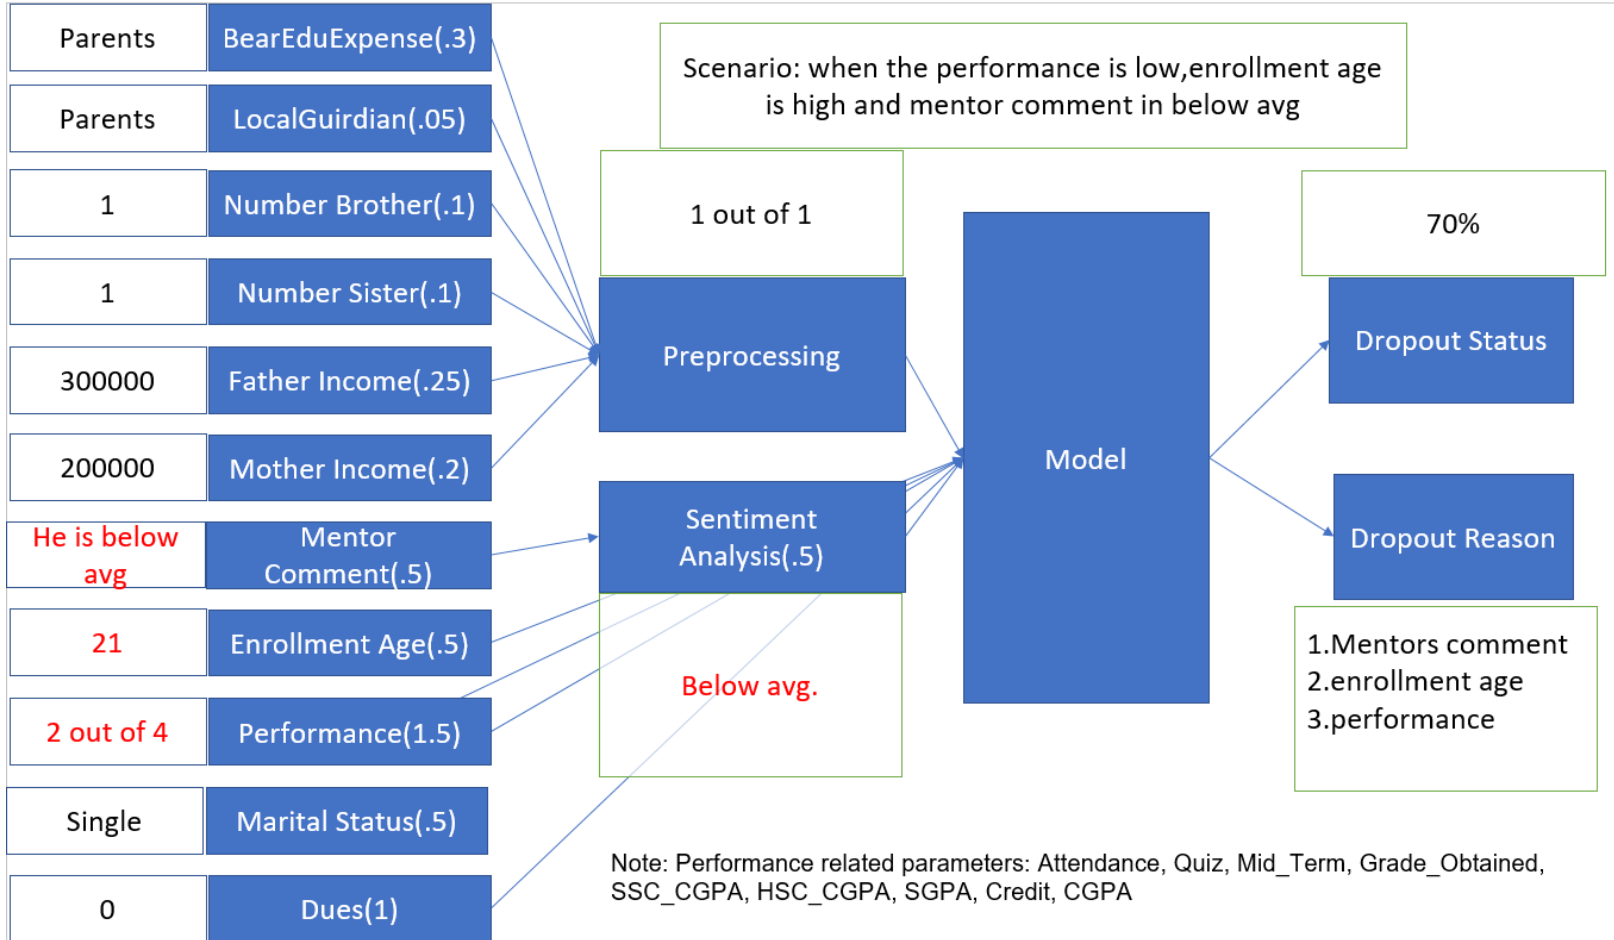 Parents
BearEduExpense(.3)
Parents
LocalGuirdian(.05)
1
Number Brother(.1)
1
Number Sister(.1)
300000
Father Income(.25)
200000
Mother Income(.2)
He is below
avg
Mentor
Comment(.5)
21
Enrollment Age(.5)
2 out of 4
Performance(1.5)
Single
Marital Status(.5)
0
Dues(1)
Scenario: when the performance is low,enrollment age
is high and mentor comment in below avg
1 out of 1
Preprocessing
Sentiment
Analysis(.5)
Below avg.
Model
70%
Dropout Status
Dropout Reason
1.Mentors comment
2.enrollment age
3.performance
Note: Performance related parameters: Attendance, Quiz, Mid_Term, Grade_Obtained,
SSC_CGPA, HSC_CGPA, SGPA, Credit, CGPA